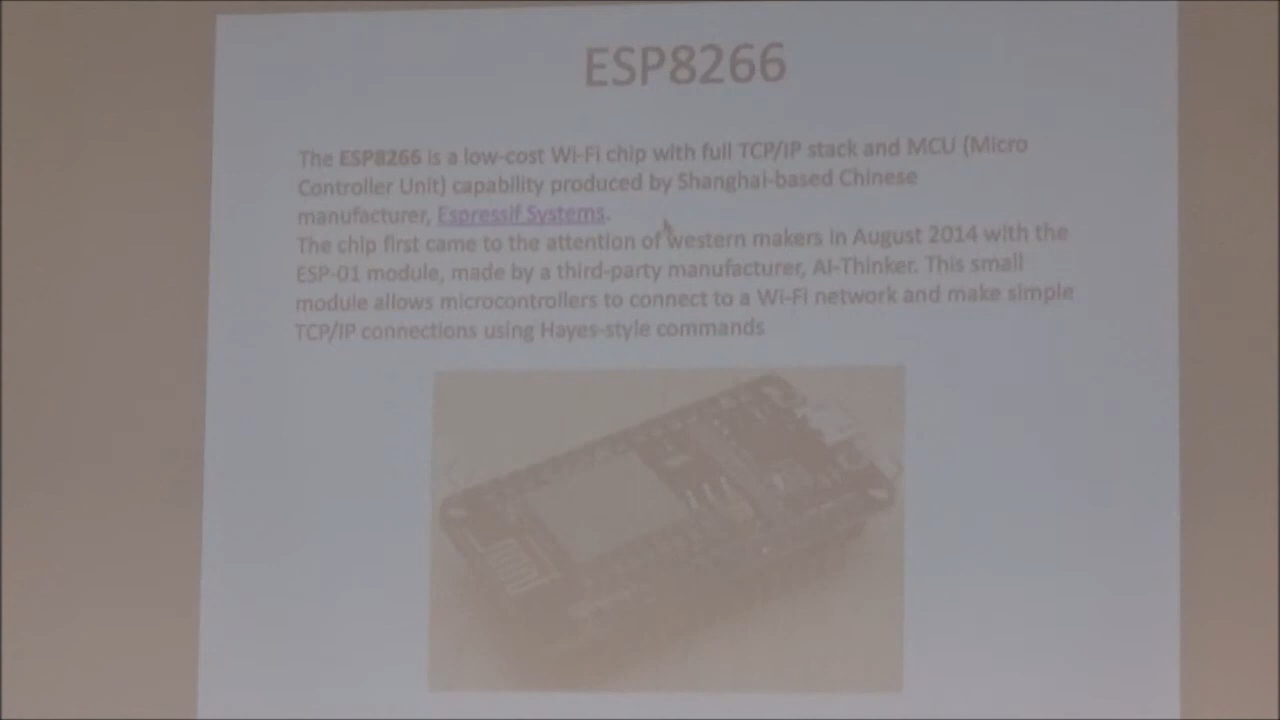 ESP8266
The ESP8266 is a low-cost Wi-Fi chip with full TCP/IP stack and MCU (Micro
Controller Unit) capability produced by Shanghai-based Chinese
manufacturer, Espressif Systems.
The chip first came to the attention of western makers in August 2014 with the
ESP-01 module, made by a third-party manufacturer, AI-Thinker. This small
module allows microcontrollers to connect to a Wi-Fi network and make simple
TCP/IP connections using Hayes-style commands